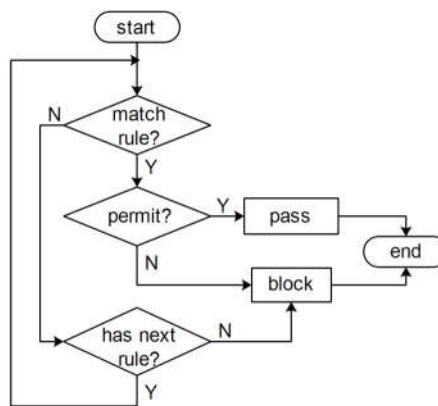 start
N
match
rule?
Y
permit?
Y
pass
end
N
block
has next
rule?
N
Y